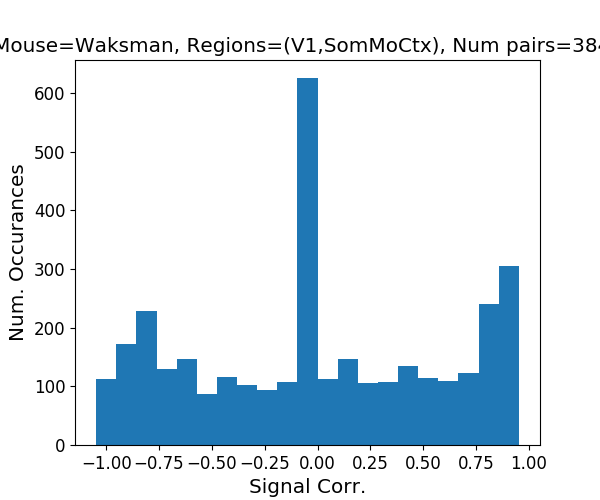 Mouse=Waksman, Regions=(V1,SomMoCtx), Num pairs=384
600
500
400
300
200
100
0
Num. Occurances
−1.00 −0.75 −0.50 −0.25 0.00 0.25 0.50 0.75 1.00
Signal Corr.